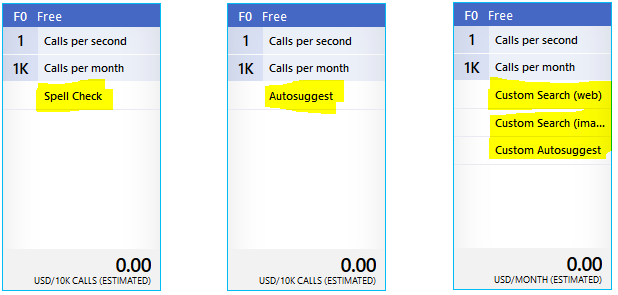 F0 Free
1 Calls per second
1K Calls per month
Spell Check
0.00
USD/10K CALLS (ESTIMATED)
F0 Free
1 Calls per second
1K Calls per month
Autosuggest
0.00
USD/10K CALLS (ESTIMATED)
F0 Free
1 Calls per second
1K Calls per month
Custom Search (web)
Custom Search (ima...
Custom Autosuggest
0.00
USD/MONTH (ESTIMATED)